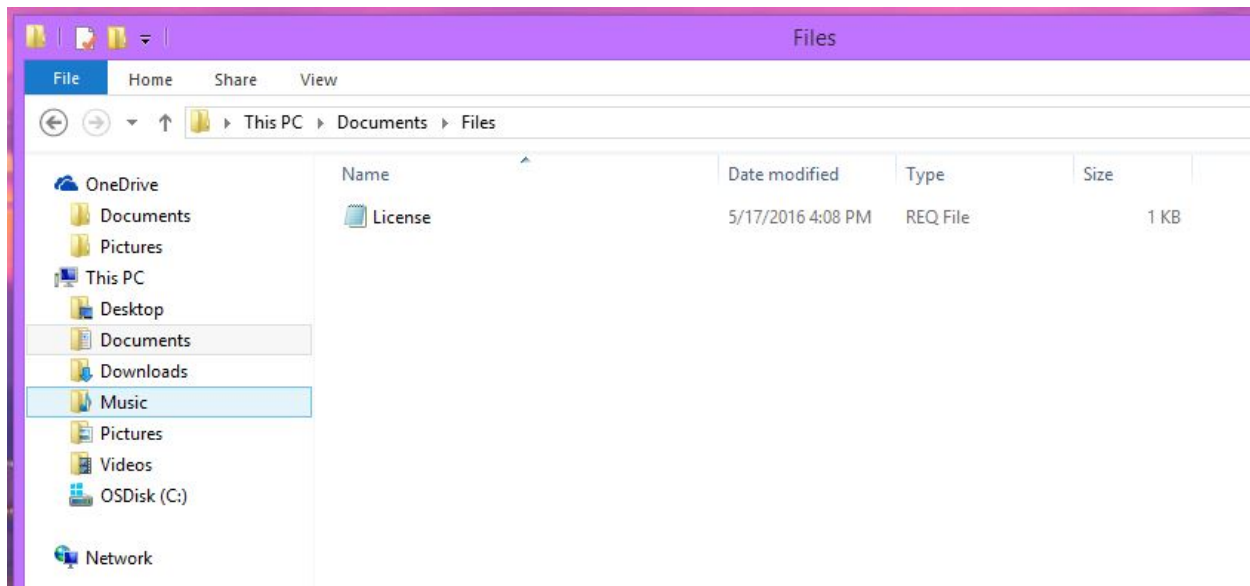 Files
File Home Share View
This PC Documents Files
Name Date modified Type Size
License 5/17/2016 4:08 PM REQ File 1 KB
OneDrive
Documents
Pictures
This PC
Desktop
Documents
Downloads
Music
Pictures
Videos
OSDisk (C:)
Network